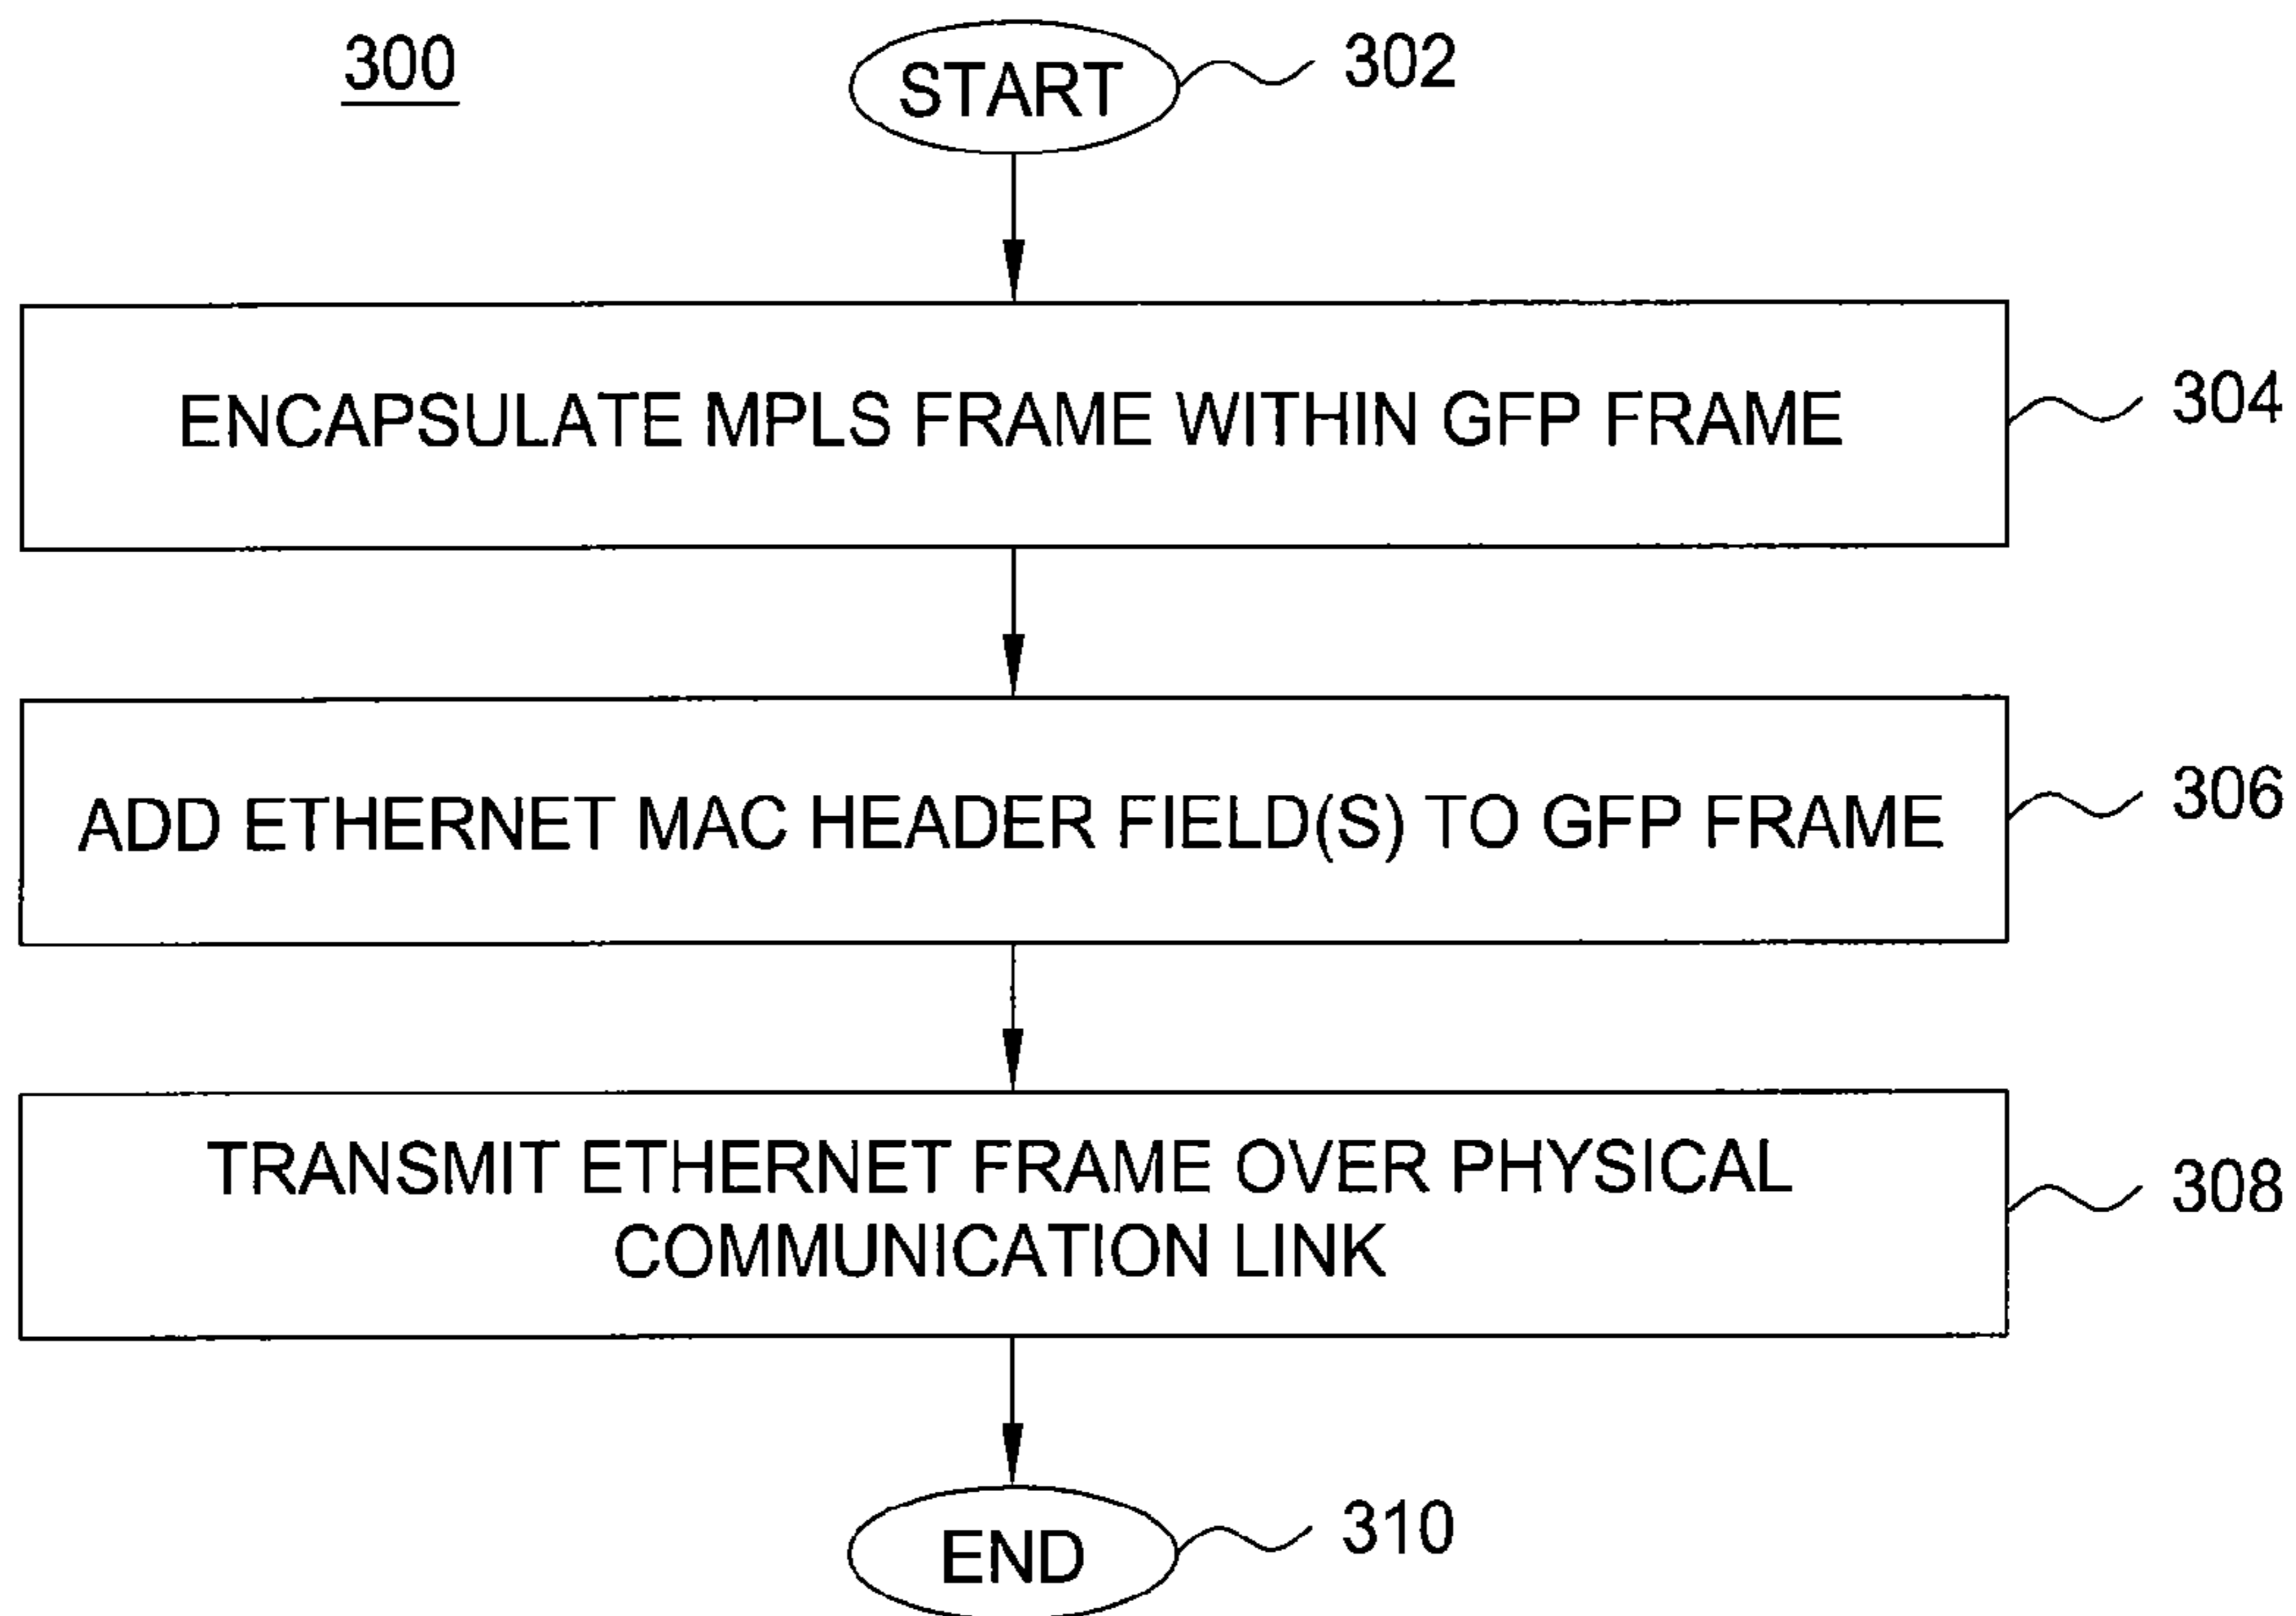 300
START
302
ENCAPSULATE MPLS FRAME WITHIN GFP FRAME
304
ADD ETHERNET MAC HEADER FIELD(S) TO GFP FRAME
306
TRANSMIT ETHERNET FRAME OVER PHYSICAL
COMMUNICATION LINK
308
END
310